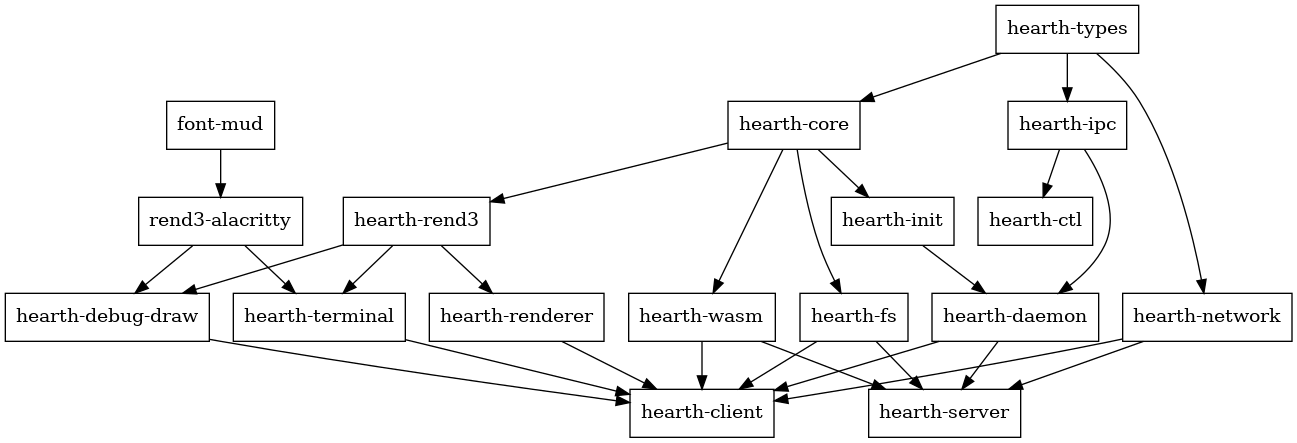 hearth-types
font-mud
hearth-core
hearth-ipc
rend3-alacritty
hearth-rend3
hearth-init
hearth-ctl
hearth-debug-draw
hearth-terminal
hearth-renderer
hearth-wasm
hearth-fs
hearth-daemon
hearth-network
hearth-client
hearth-server